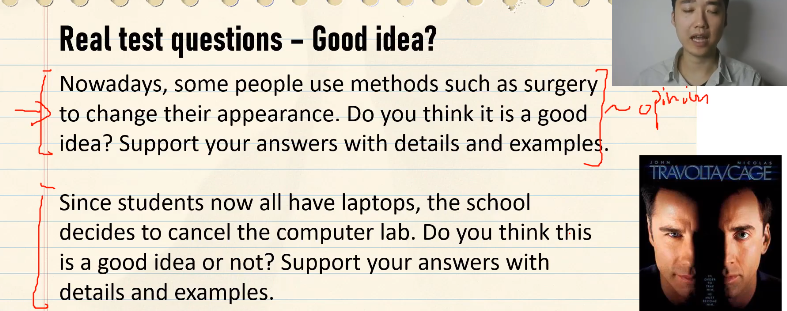 Real test questions – Good idea?
Nowadays, some people use methods such as surgery
to change their appearance. Do you think it is a good
idea? Support your answers with details and examples.
~ opinion
Since students now all have laptops, the school
decides to cancel the computer lab. Do you think this
is a good idea or not? Support your answers with
details and examples.
JOHN NICOLAS
TRAVOLTA/CAGE